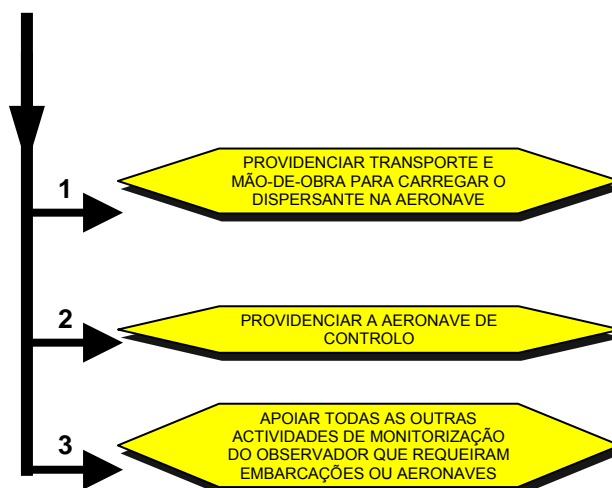 1
PROVIDENCIAR TRANSPORTE E
MÃO-DE-OBRA PARA CARREGAR O
DISPERSANTE NA AERONAVE
2
PROVIDENCIAR A AERONAVE DE
CONTROLO
3
APOIAR TODAS AS OUTRAS
ACTIVIDADES DE MONITORIZAÇÃO
DO OBSERVADOR QUE REQUEIRAM
EMBARCAÇÕES OU AERONAVES